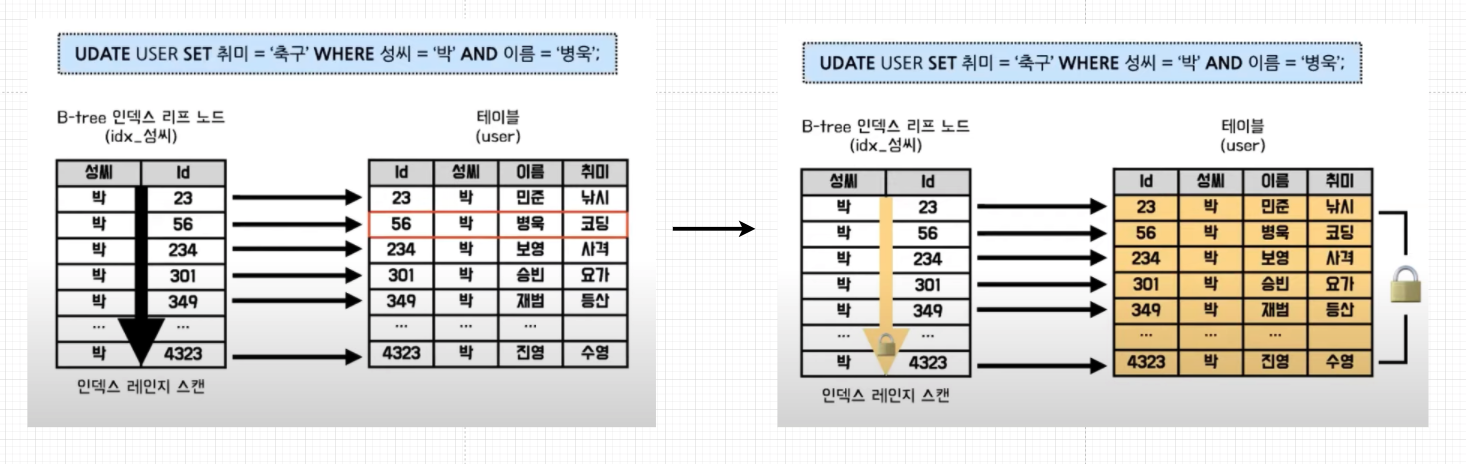 UDATE USER SET 취미 = ‘축구’ WHERE 성씨 = ‘박’ AND 이름 = ‘병욱’;
B-tree 인덱스 리프 노드
(idx_성씨)
테이블
(user)
성씨 Id
박 23
박 56
박 234
박 301
박 349
... ...
박 4323
Id 성씨 이름 취미
23 박 민준 낚시
56 박 병욱 코딩
234 박 보영 사격
301 박 승빈 요가
349 박 재범 등산
... ... ...
4323 박 진영 수영
인덱스 레인지 스캔
UDATE USER SET 취미 = ‘축구’ WHERE 성씨 = ‘박’ AND 이름 = ‘병욱’;
B-tree 인덱스 리프 노드
(idx_성씨)
테이블
(user)
성씨 Id
박 23
박 56
박 234
박 301
박 349
... ...
박 4323
Id 성씨 이름 취미
23 박 민준 낚시
56 박 병욱 코딩
234 박 보영 사격
301 박 승빈 요가
349 박 재범 등산
... ... ...
4323 박 진영 수영
인덱스 레인지 스캔